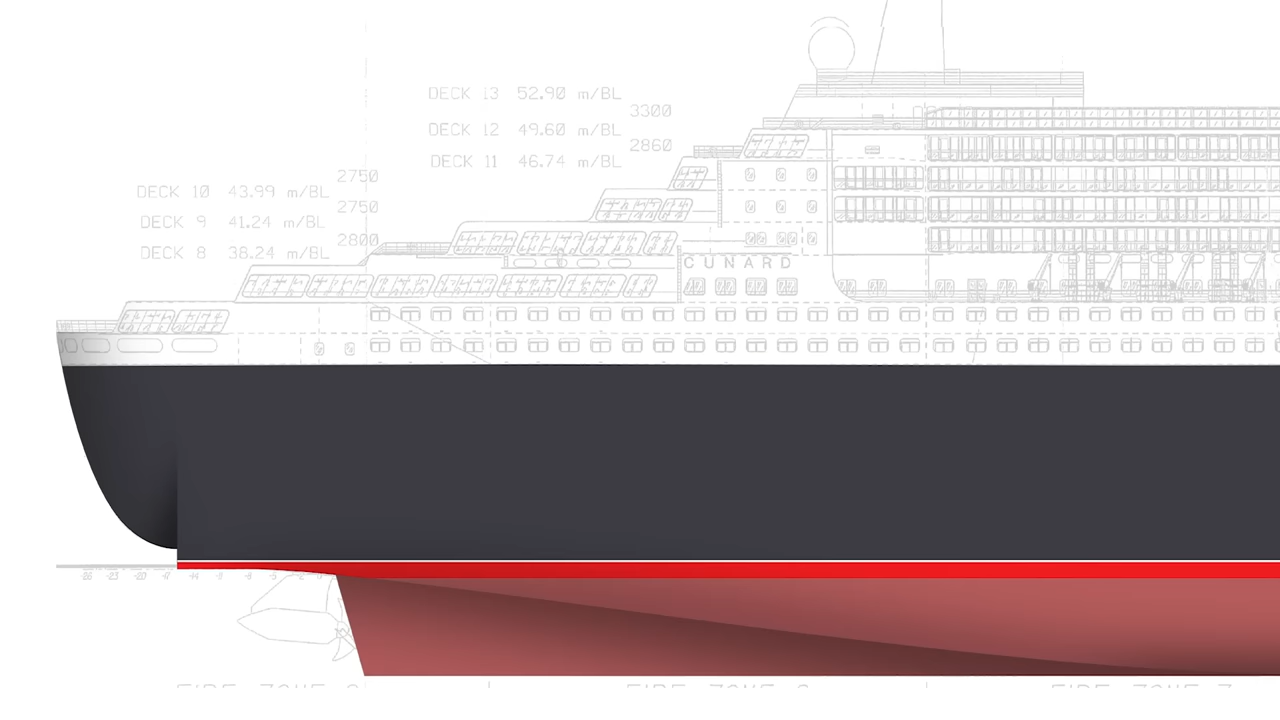 DECK 13 52.90 m/BL
3300
DECK 12 49.60 m/BL
2860
DECK 11 46.74 m/BL
2750
DECK 10 43.99 m/BL
2750
DECK 9 41.24 m/BL
2800
DECK 8 38.24 m/BL
CUNARD